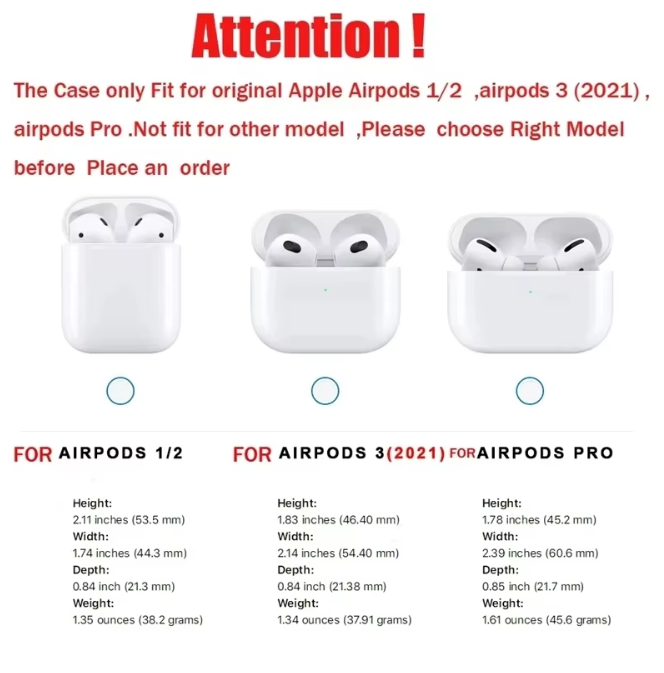 Attention !
The Case only Fit for original Apple Airpods 1/2 ,airpods 3 (2021) ,
airpods Pro .Not fit for other model ,Please choose Right Model
before Place an order
FOR AIRPODS 1/2
FOR AIRPODS 3(2021)
FOR AIRPODS PRO
Height:
2.11 inches (53.5 mm)
Width:
1.74 inches (44.3 mm)
Depth:
0.84 inch (21.3 mm)
Weight:
1.35 ounces (38.2 grams)
Height:
1.83 inches (46.40 mm)
Width:
2.14 inches (54.40 mm)
Depth:
0.84 inch (21.38 mm)
Weight:
1.34 ounces (37.91 grams)
Height:
1.78 inches (45.2 mm)
Width:
2.39 inches (60.6 mm)
Depth:
0.85 inch (21.7 mm)
Weight:
1.61 ounces (45.6 grams)